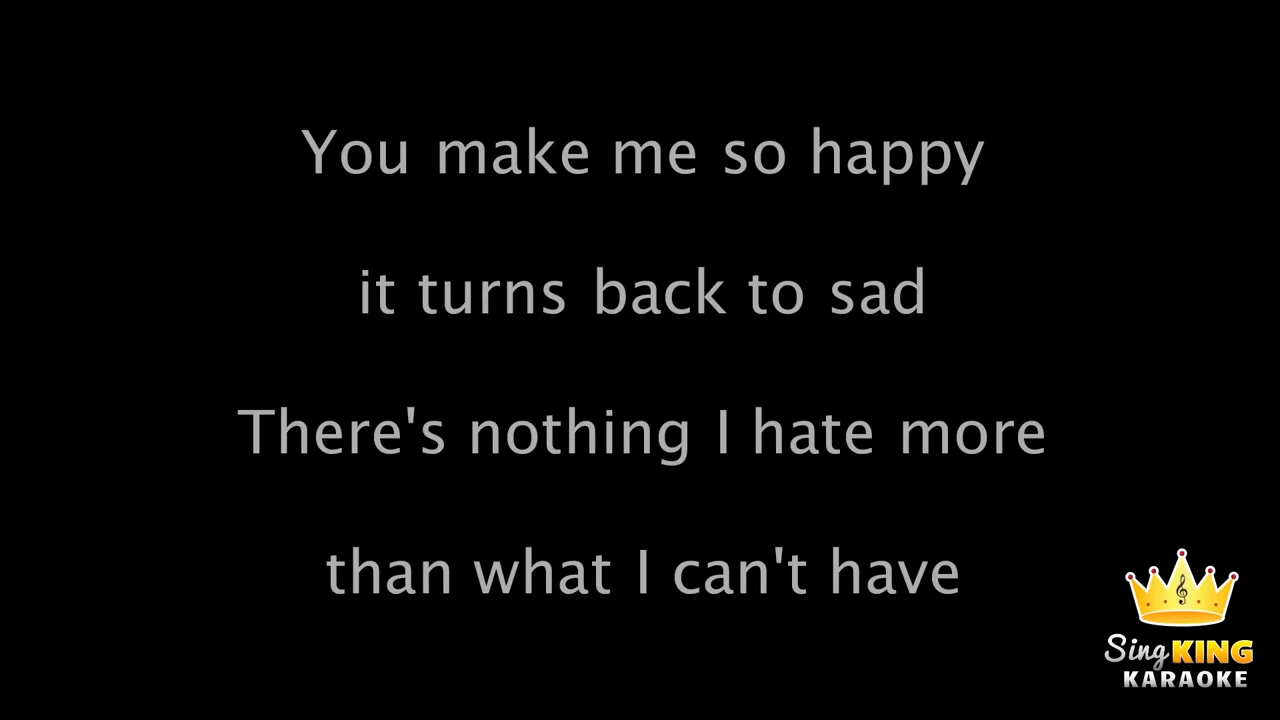 You make me so happy
it turns back to sad
There's nothing I hate more
than what I can't have
Sing KING
KARAOKE